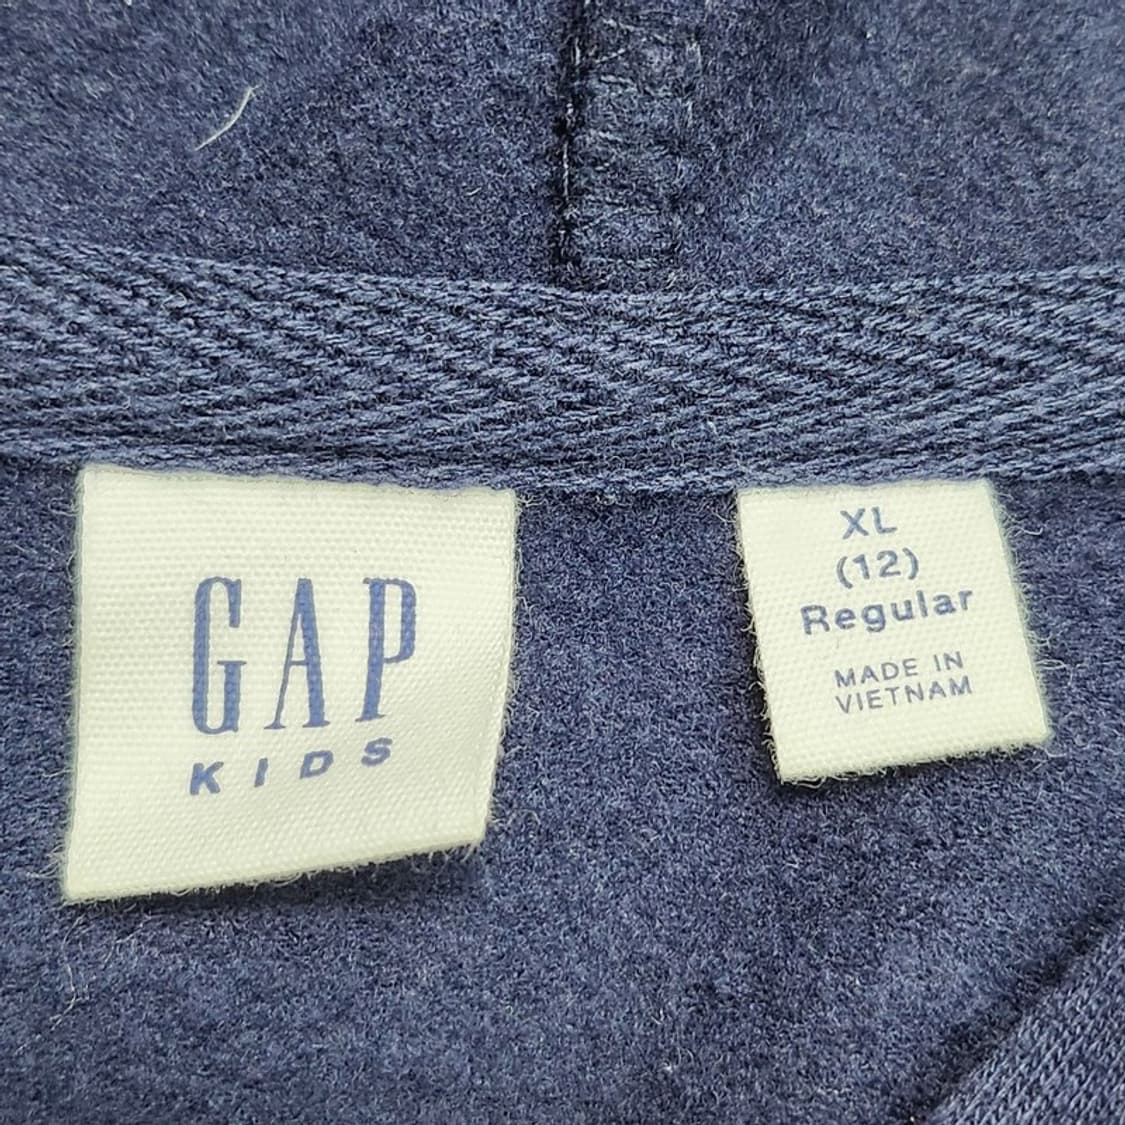 GAP
KIDS
XL
(12)
Regular
MADE IN
VIETNAM